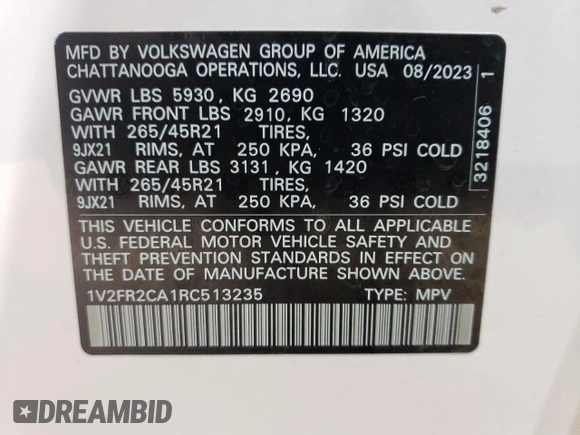 MFD BY VOLKSWAGEN GROUP OF AMERICA
CHATTANOOGA OPERATIONS, LLC. USA 08/2023
GVWR LBS 5930, KG 2690
GAWR FRONT LBS 2910, KG 1320
WITH 265/45R21 TIRES,
9JX21 RIMS, AT 250 KPA, 36 PSI COLD
GAWR REAR LBS 3131, KG 1420
WITH 265/45R21 TIRES,
9JX21 RIMS, AT 250 KPA, 36 PSI COLD
THIS VEHICLE CONFORMS TO ALL APPLICABLE
U.S. FEDERAL MOTOR VEHICLE SAFETY AND
THEFT PREVENTION STANDARDS IN EFFECT ON
THE DATE OF MANUFACTURE SHOWN ABOVE.
1V2FR2CA1RC513235 TYPE: MPV
3218406 1
DREAMBID